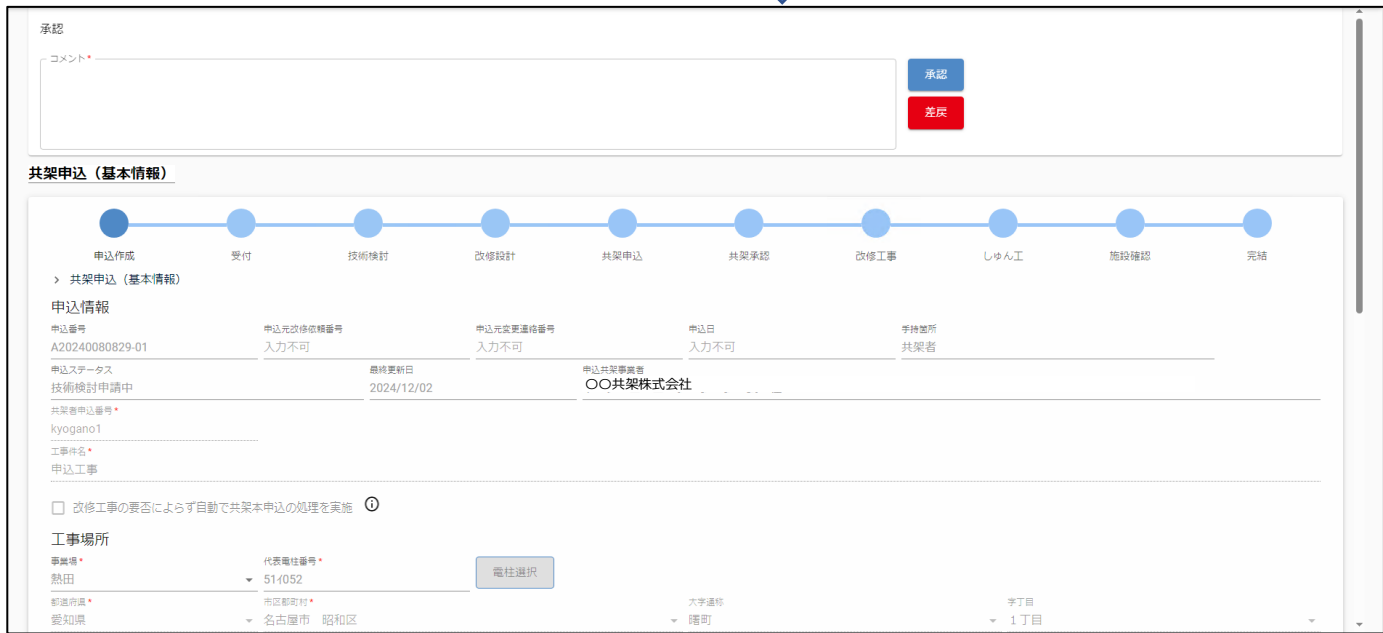 承認
コメント*
承認
差戻
共架申込（基本情報）
申込作成 受付 技術検討 改修設計 共架申込 共架承認 改修工事 しゅん工 施設確認 完結
› 共架申込（基本情報）
申込情報
申込番号 申込元改修依頼番号 申込元変更連絡番号 申込日 手持箇所
A20240080829-01 入力不可 入力不可 入力不可 共架者
申込ステータス 最終更新日 申込共架事業者
技術検討申請中 2024/12/02 〇〇共架株式会社
共架者申込番号*
kyogano1
工事件名*
申込工事
改修工事の要否によらず自動で共架本申込の処理を実施
工事場所
事業場* 代表電柱番号*
熱田 51ｲ052 電柱選択
都道府県* 市区郡町村* 大字通称 字丁目
愛知県 名古屋市 昭和区 曙町 １丁目